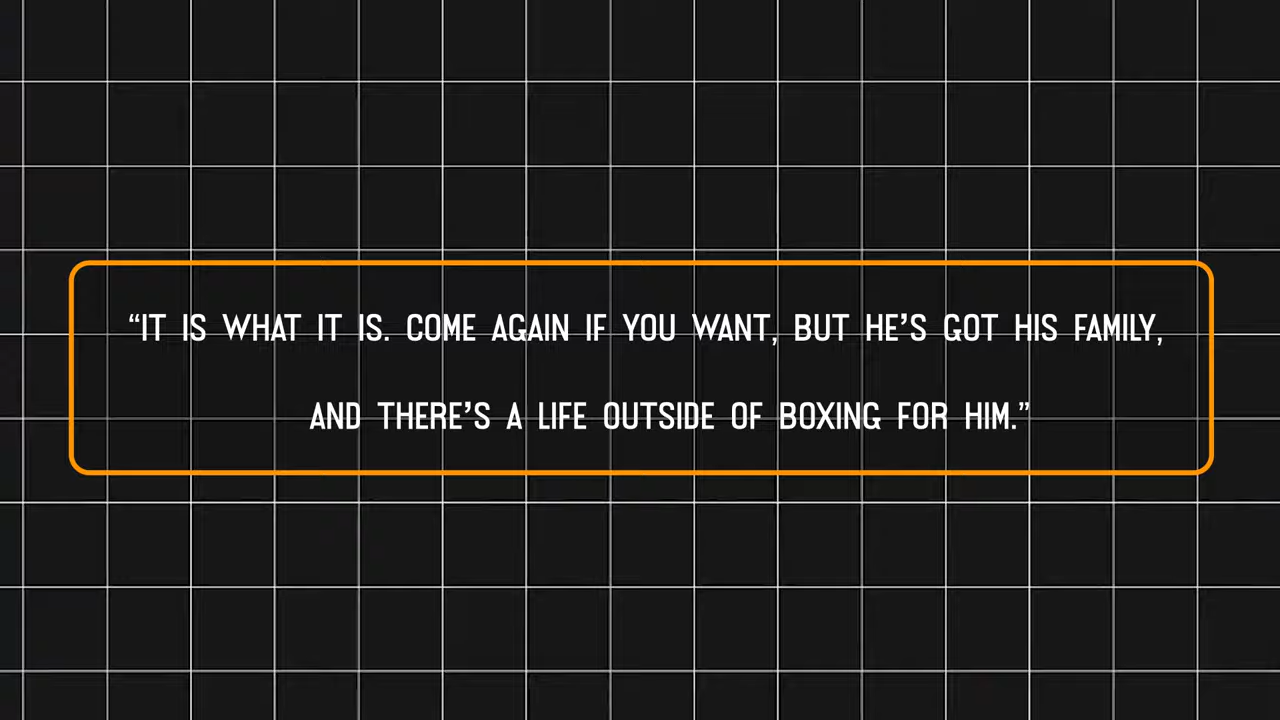 “IT IS WHAT IT IS. COME AGAIN IF YOU WANT, BUT HE’S GOT HIS FAMILY,
AND THERE’S A LIFE OUTSIDE OF BOXING FOR HIM.”